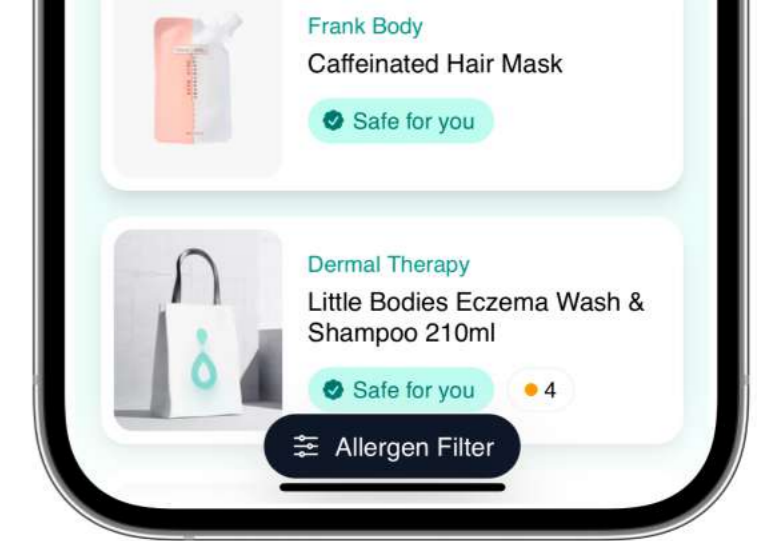 Frank Body
Caffeinated Hair Mask
Safe for you
Dermal Therapy
Little Bodies Eczema Wash &
Shampoo 210ml
Safe for you
4
Allergen Filter